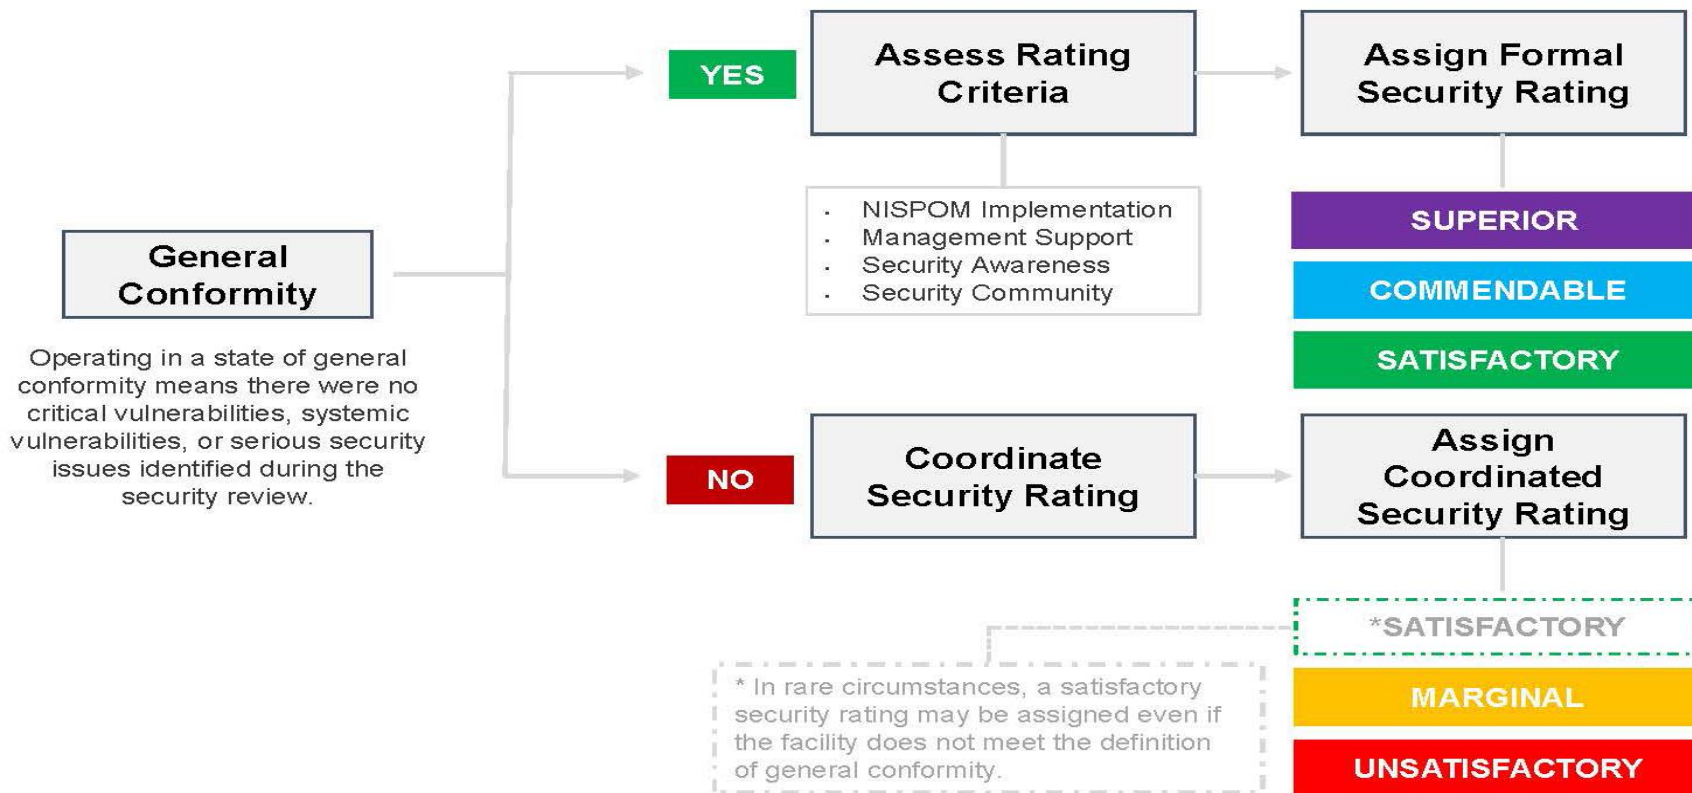 General
Conformity
Operating in a state of general
conformity means there were no
critical vulnerabilities, systemic
vulnerabilities, or serious security
issues identified during the
security review.
YES
Assess Rating
Criteria
· NISPOM Implementation
· Management Support
· Security Awareness
· Security Community
Assign Formal
Security Rating
SUPERIOR
COMMENDABLE
SATISFACTORY
NO
Coordinate
Security Rating
Assign
Coordinated
Security Rating
*SATISFACTORY
MARGINAL
UNSATISFACTORY
* In rare circumstances, a satisfactory
security rating may be assigned even if
the facility does not meet the definition
of general conformity.